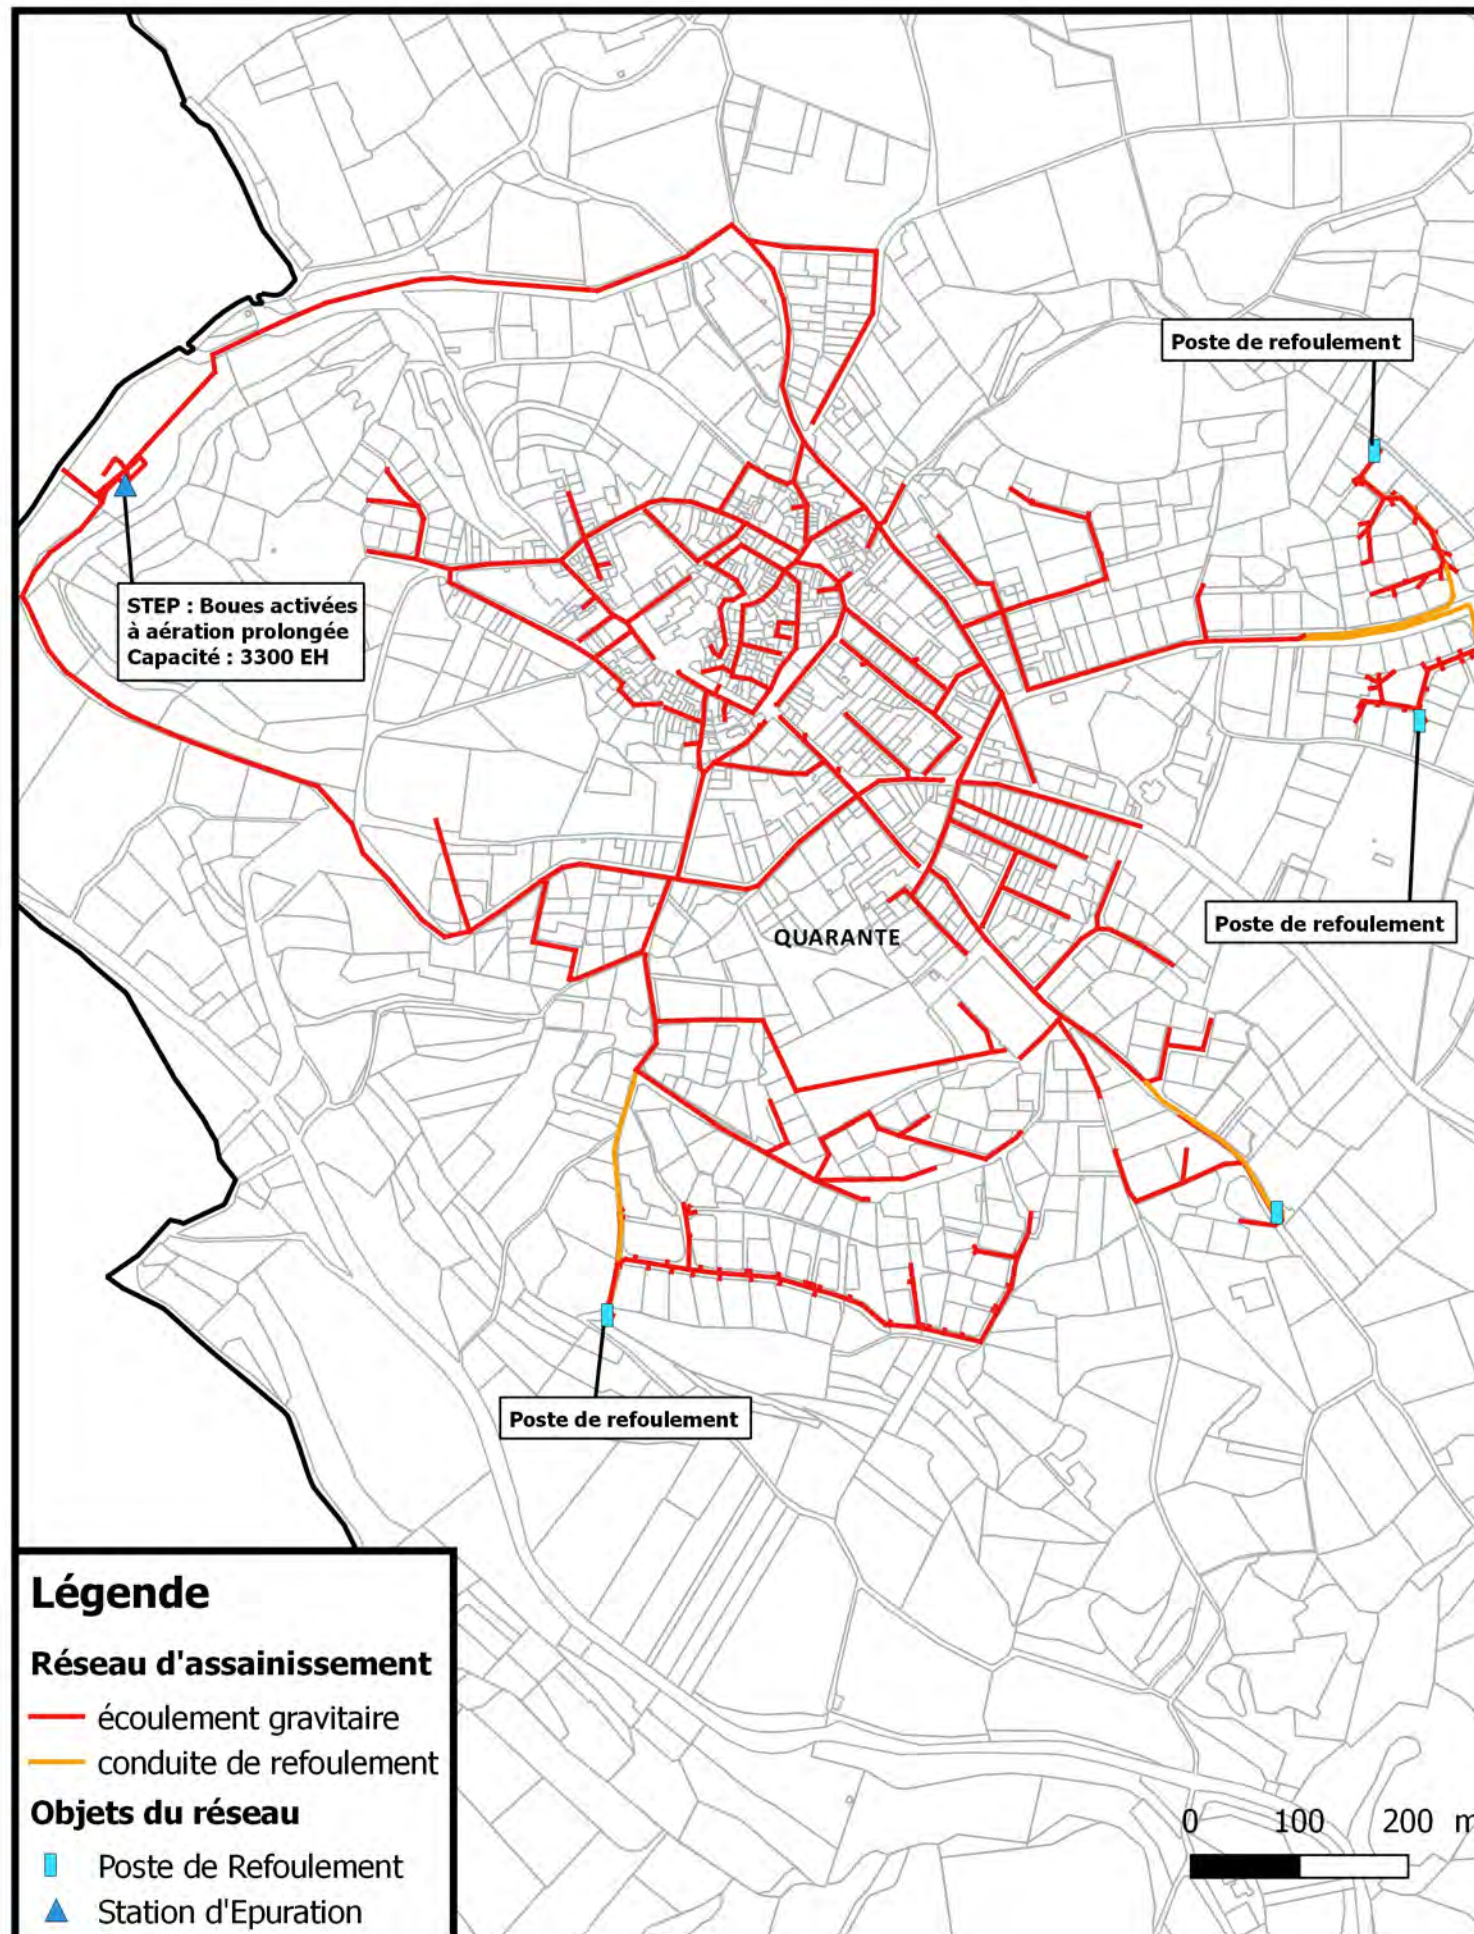 Poste de refoulement
STEP : Boues activées
à aération prolongée
Capacité : 3300 EH
Poste de refoulement
QUARANTE
Poste de refoulement
Légende
Réseau d'assainissement
écoulement gravitaire
conduite de refoulement
Objets du réseau
Poste de Refoulement
Station d'Epuration
0 100 200 m